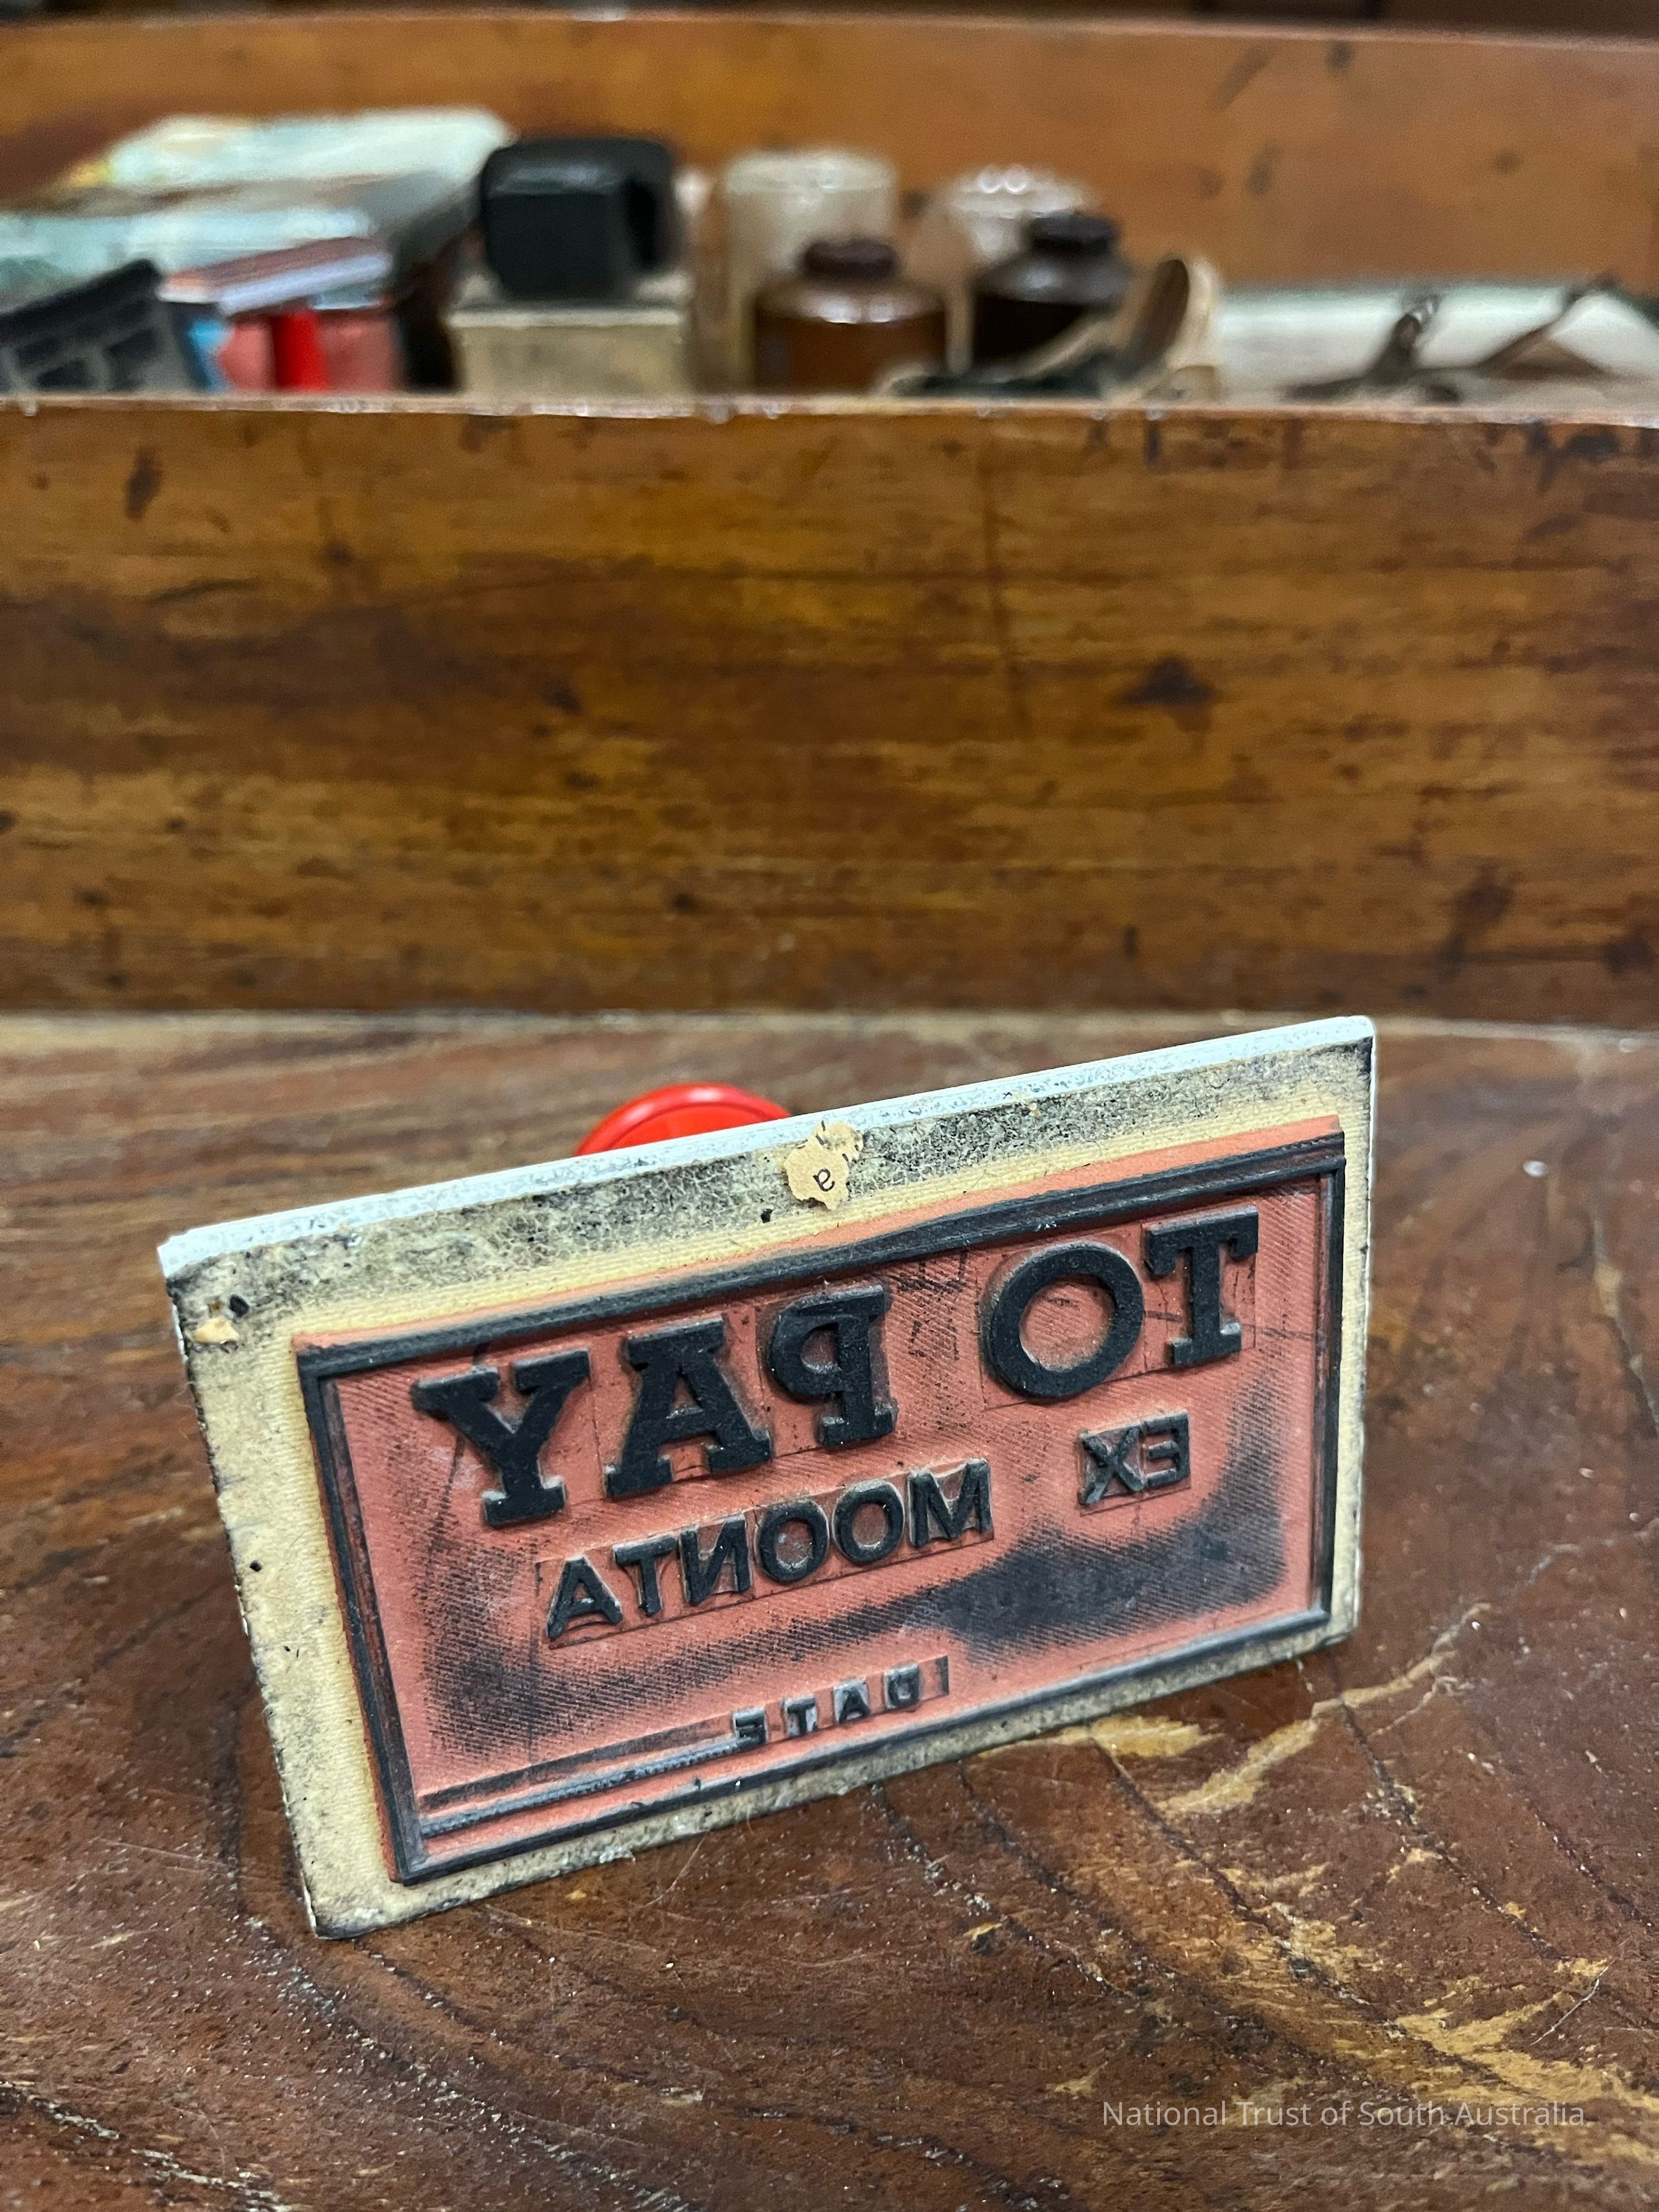 TO PAY
EX MOONTA
DATE
a
National Trust of South Australia